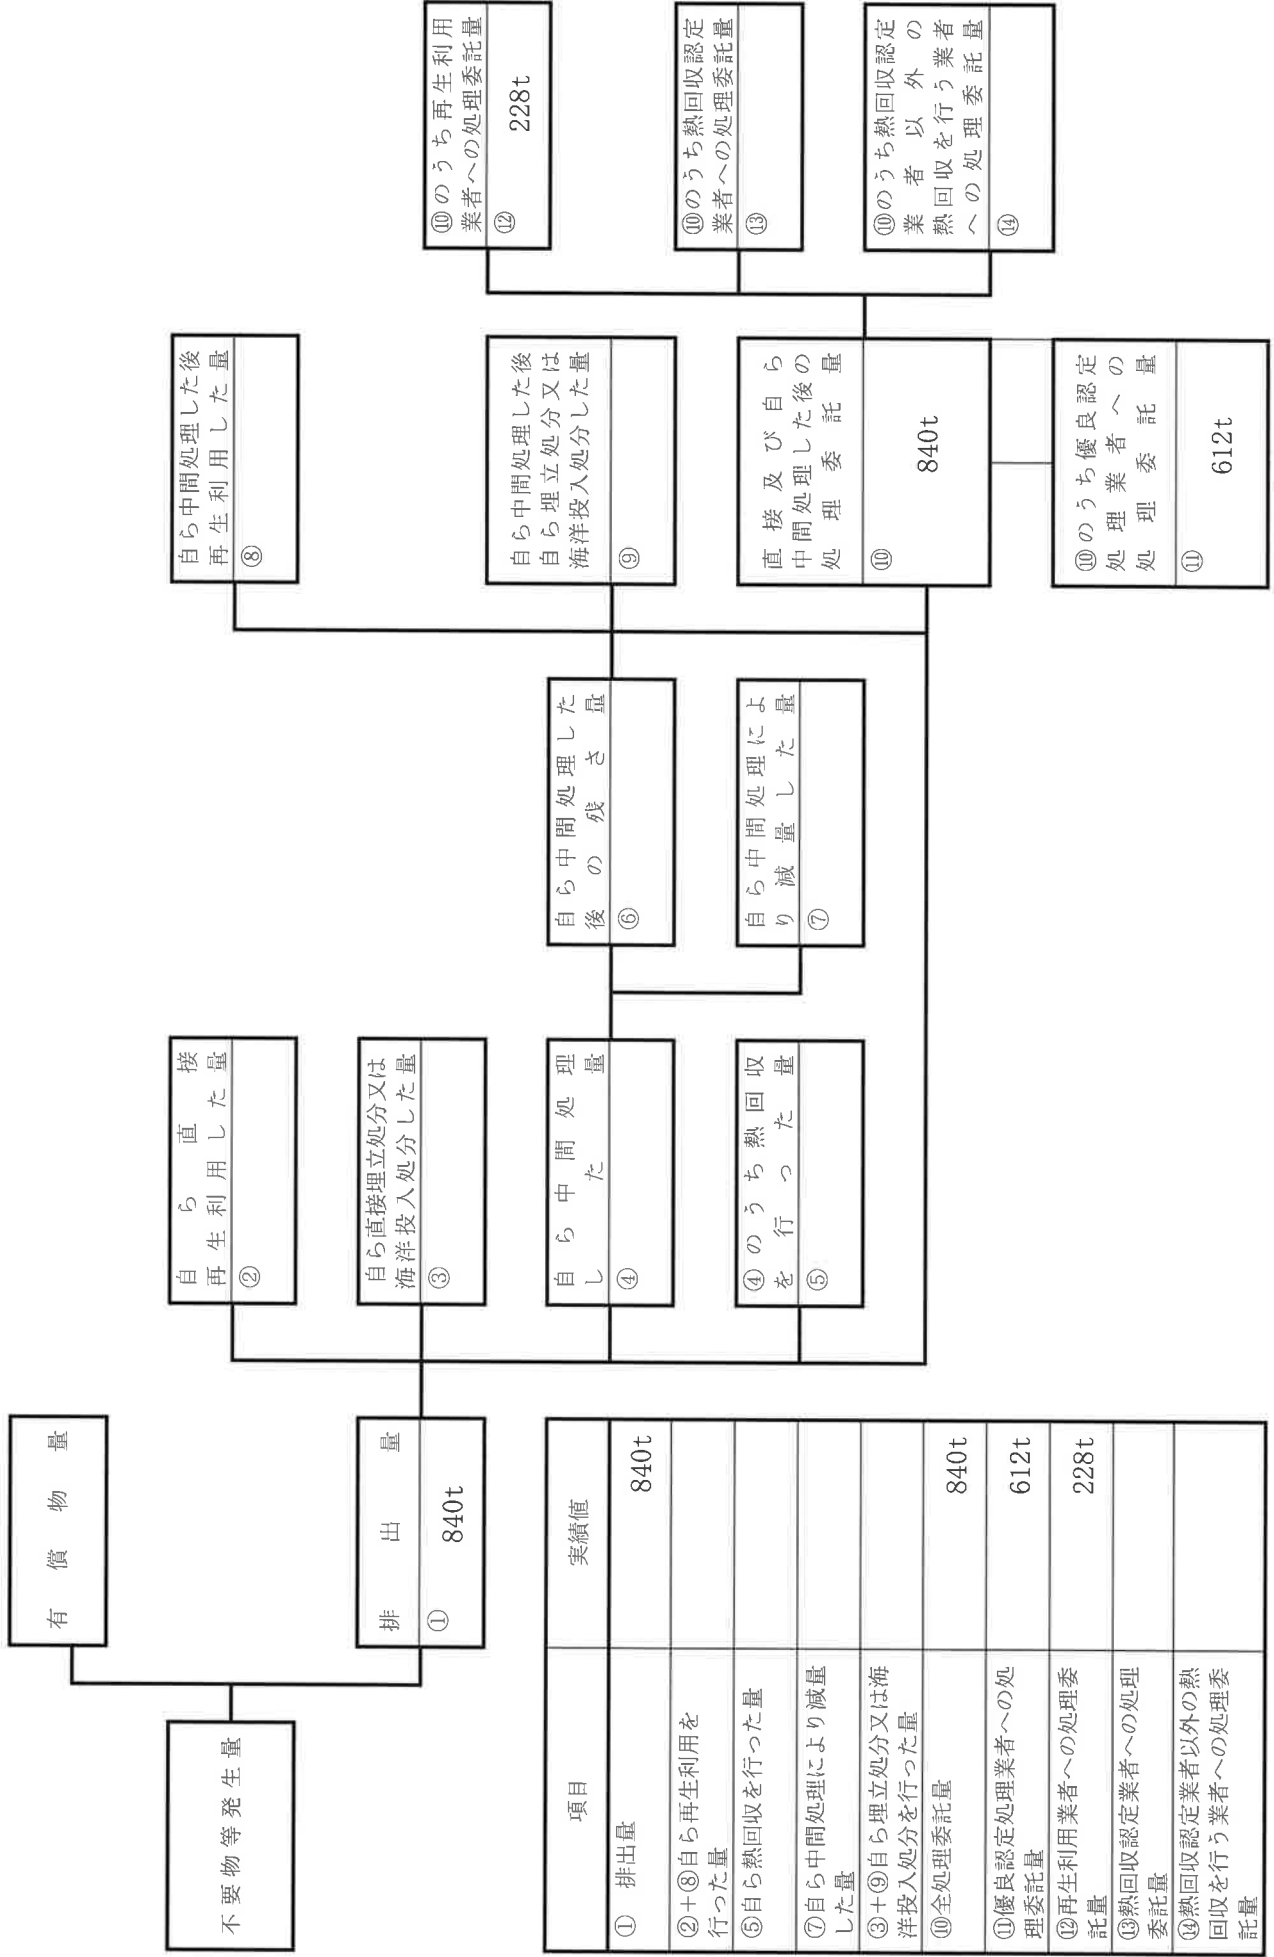 不要物等発生量
有償物量
排出量
① 840t
自ら直接
再生利用した量
②
自ら直接埋立処分又は
海洋投入処分した量
③
自ら中間処理
した量
④
④のうち熱回収
を行った量
⑤
自ら中間処理した
後の残さ量
⑥
自ら中間処理によ
り減量した量
⑦
自ら中間処理した後
再生利用した量
⑧
自ら中間処理した後
自ら埋立処分又は
海洋投入処分した量
⑨
直接及び自ら
中間処理した後の
処理委託量
⑩ 840t
⑩のうち優良認定
処理業者への
処理委託量
⑪ 612t
⑩のうち再生利用
業者への処理委託量
⑫ 228t
⑩のうち熱回収認定
業者への処理委託量
⑬
⑩のうち熱回収認定
業者以外の
熱回収を行う業者
への処理委託量
⑭
項目 実績値
① 排出量 840t
②+⑧自ら再生利用を
行った量
⑤自ら熱回収を行った量
⑦自ら中間処理により減量
した量
③+⑨自ら埋立処分又は海
洋投入処分を行った量
⑩全処理委託量 840t
⑪優良認定処理業者への処
理委託量 612t
⑫再生利用業者への処理委
託量 228t
⑬熱回収認定業者への処理
委託量
⑭熱回収認定業者以外の熱
回収を行う業者への処理委
託量